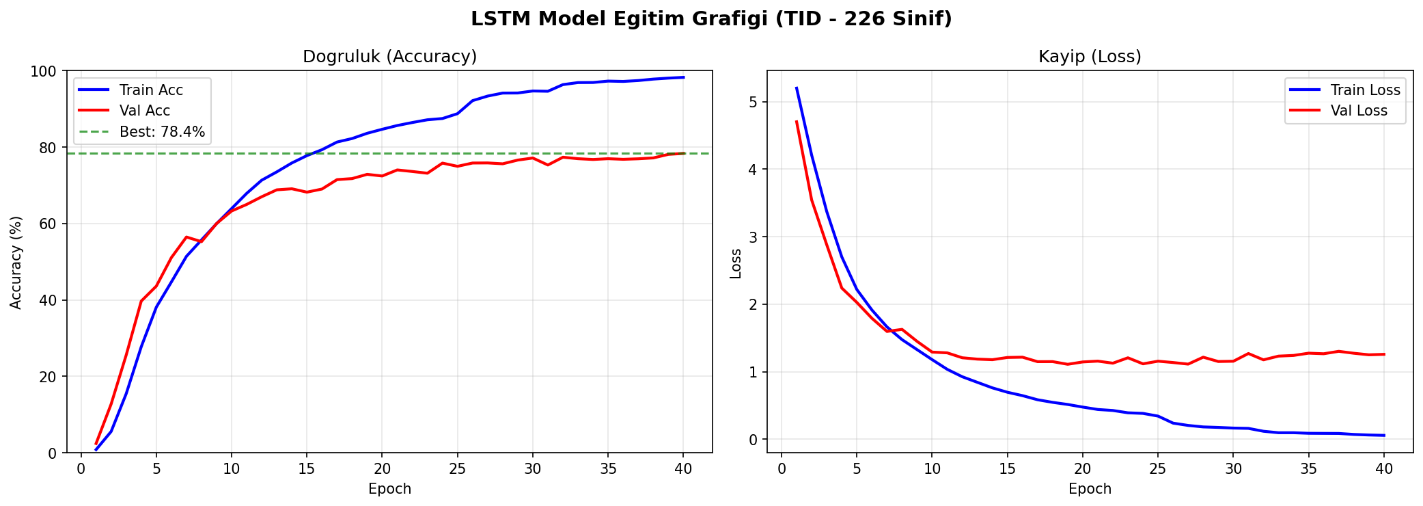 LSTM Model Egitim Grafigi (TID - 226 Sinif)
Dogruluk (Accuracy)
Train Acc
Val Acc
Best: 78.4%
100
80
60
40
20
0
Accuracy (%)
0 5 10 15 20 25 30 35 40
Epoch
Kayip (Loss)
Train Loss
Val Loss
5
4
3
2
1
0
Loss
0 5 10 15 20 25 30 35 40
Epoch